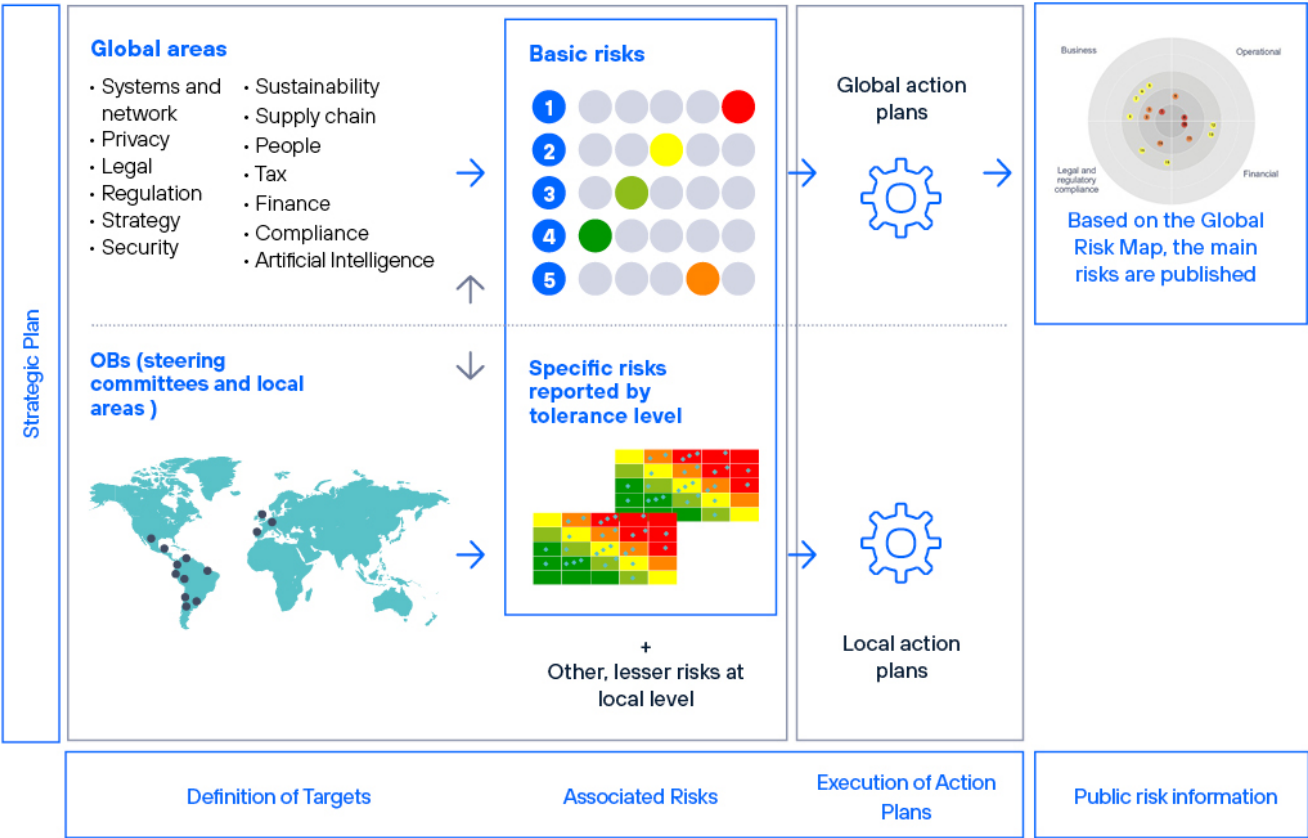 Strategic Plan
Global areas
• Systems and
network
• Privacy
• Legal
• Regulation
• Strategy
• Security
• Sustainability
• Supply chain
• People
• Tax
• Finance
• Compliance
• Artificial Intelligence
Basic risks
1
2
3
4
5
Global action
plans
Business
Operational
Legal and
regulatory
compliance
Financial
Based on the Global
Risk Map, the main
risks are published
OBs (steering
committees and local
areas )
Specific risks
reported by
tolerance level
+
Other, lesser risks at
local level
Local action
plans
Definition of Targets
Associated Risks
Execution of Action
Plans
Public risk information